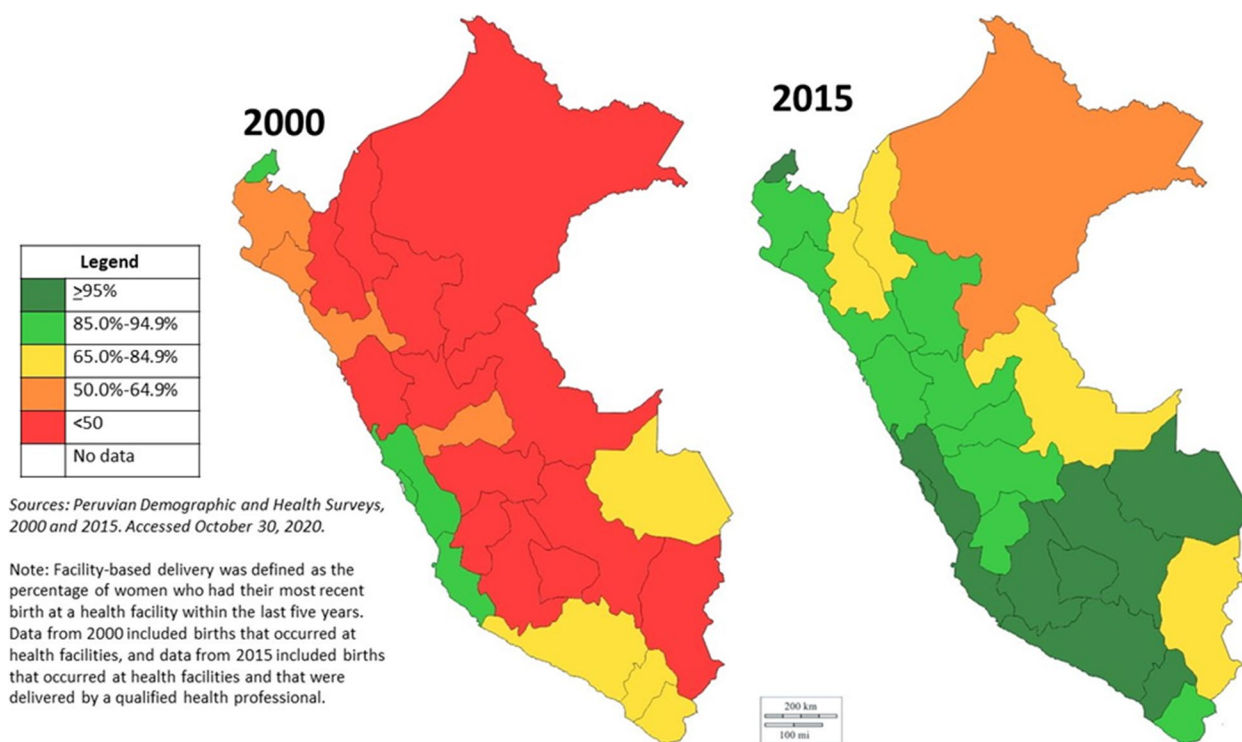 2000
2015
Legend
≥95%
85.0%-94.9%
65.0%-84.9%
50.0%-64.9%
<50
No data
Sources: Peruvian Demographic and Health Surveys,
2000 and 2015. Accessed October 30, 2020.
Note: Facility-based delivery was defined as the
percentage of women who had their most recent
birth at a health facility within the last five years.
Data from 2000 included births that occurred at
health facilities, and data from 2015 included births
that occurred at health facilities and that were
delivered by a qualified health professional.
200 km
100 mi